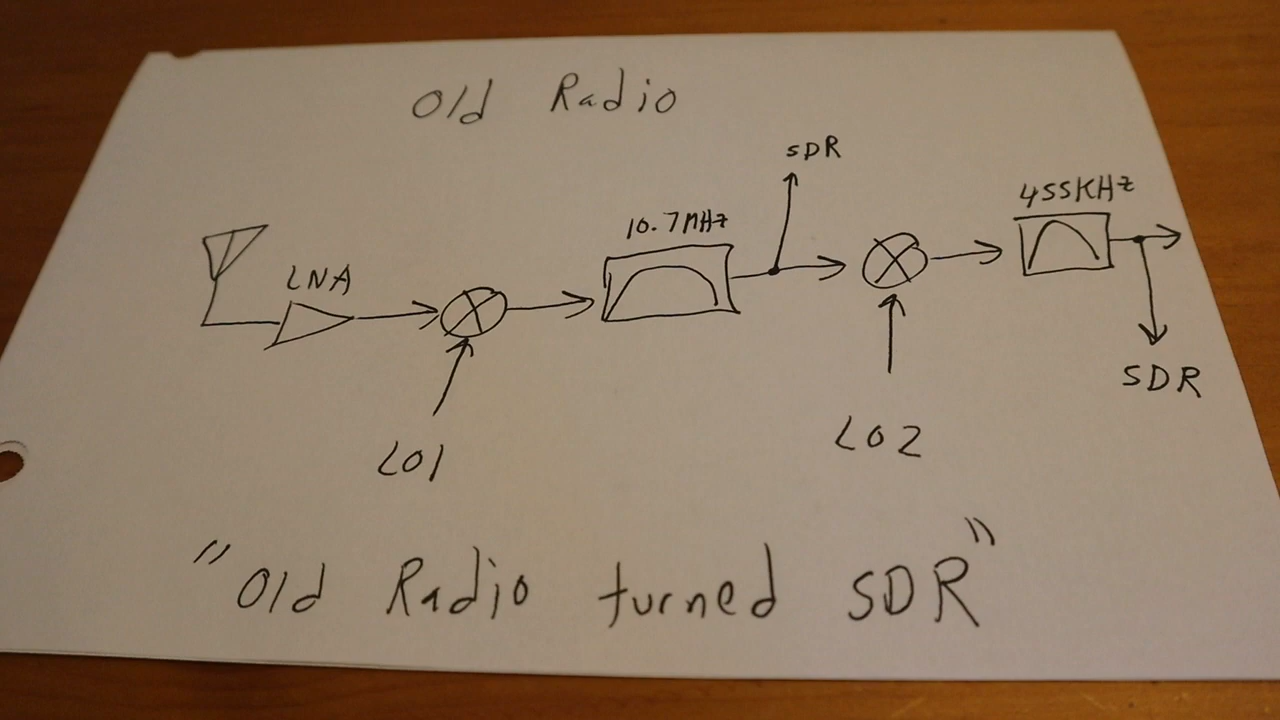 Old Radio
SDR
455KHz
10.7MHz
LNA
SDR
LO1
LO2
"Old Radio turned SDR"